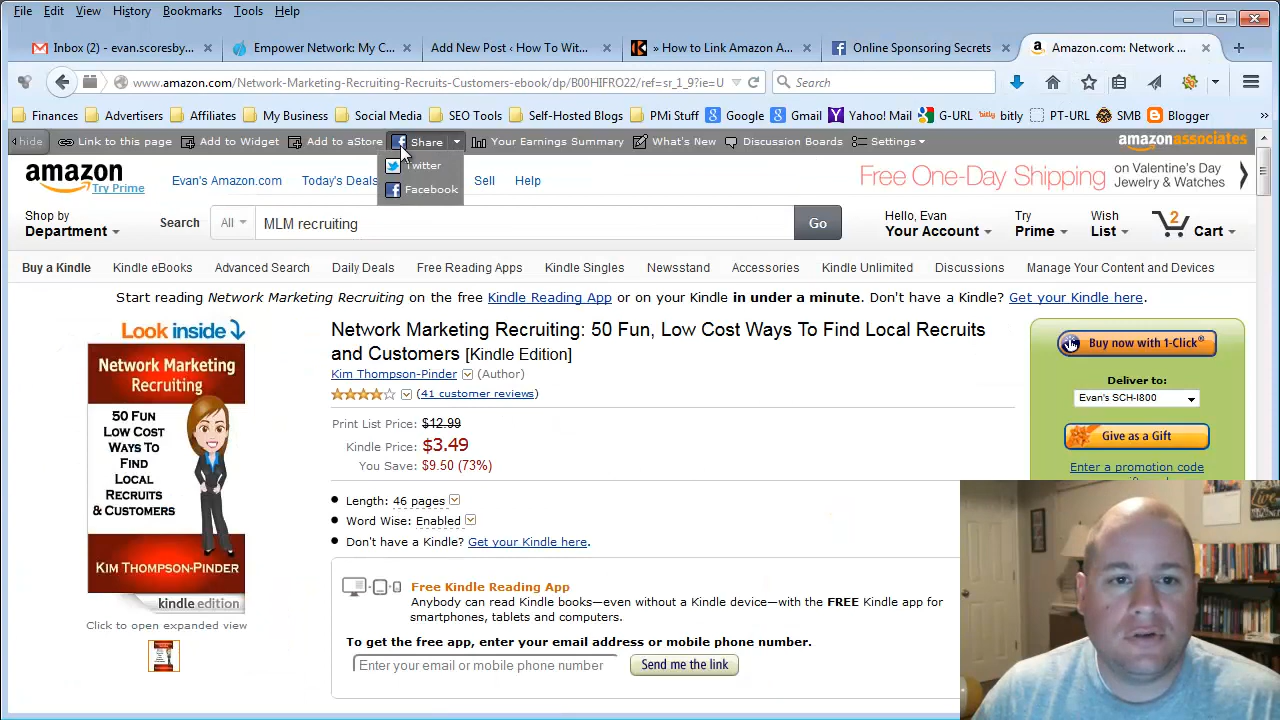 File Edit View History Bookmarks Tools Help
Inbox (2) - evan.scoresby... × Empower Network: My C... × Add New Post ‹ How To Wit... × » How to Link Amazon A... × Online Sponsoring Secrets × Amazon.com: Network ... × +
www.amazon.com/Network-Marketing-Recruiting-Recruits-Customers-ebook/dp/B00HIFRO22/ref=sr_1_9?ie=U Search
Finances Advertisers Affiliates My Business Social Media SEO Tools Self-Hosted Blogs PMi Stuff Google Gmail Yahoo! Mail G-URL bitly PT-URL SMB Blogger
hide Link to this page Add to Widget Add to aStore Share Your Earnings Summary What's New Discussion Boards Settings amazonassociates
Twitter
Facebook
amazon Try Prime Evan's Amazon.com Today's Deals Sell Help Free One-Day Shipping Jewelry & Watches
Shop by Department Search All MLM recruiting Go Hello, Evan Your Account Try Prime Wish List 2 Cart
Buy a Kindle Kindle eBooks Advanced Search Daily Deals Free Reading Apps Kindle Singles Newsstand Accessories Kindle Unlimited Discussions Manage Your Content and Devices
Start reading Network Marketing Recruiting on the free Kindle Reading App or on your Kindle in under a minute. Don't have a Kindle? Get your Kindle here.
Look inside
Network Marketing
Recruiting
50 FUN
LOW COST
WAYS TO
FIND
LOCAL
RECRUITS
& CUSTOMERS
KIM THOMPSON-PINDER
kindle edition
Click to open expanded view
Network Marketing Recruiting: 50 Fun, Low Cost Ways To Find Local Recruits
and Customers [Kindle Edition]
Kim Thompson-Pinder (Author)
(41 customer reviews)
Print List Price: $12.99
Kindle Price: $3.49
You Save: $9.50 (73%)
Length: 46 pages
Word Wise: Enabled
Don't have a Kindle? Get your Kindle here.
Free Kindle Reading App
Anybody can read Kindle books—even without a Kindle device—with the FREE Kindle app for
smartphones, tablets and computers.
To get the free app, enter your email address or mobile phone number.
Enter your email or mobile phone number Send me the link
Buy now with 1-Click®
Deliver to:
Evan's SCH-I800
Give as a Gift
Enter a promotion code